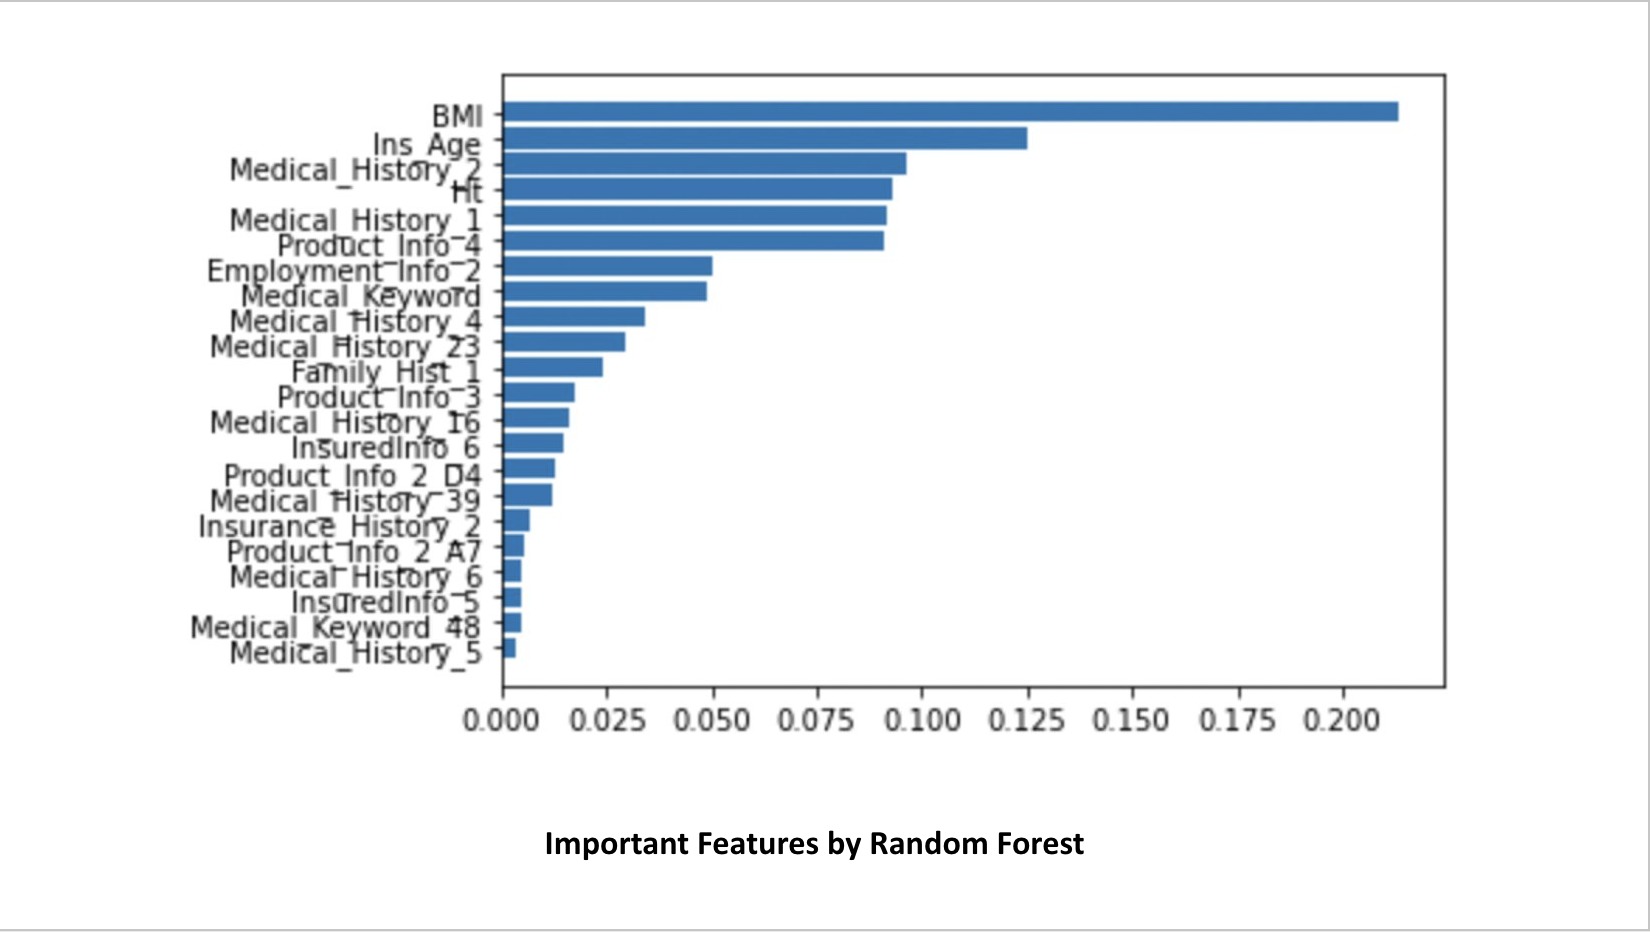 BMI
Ins_Age
Medical_History_2
Ht
Medical_History_1
Product_Info_4
Employment_Info_2
Medical_Keyword
Medical_History_4
Medical_History_23
Family_Hist_1
Product_Info_3
Medical_History_16
InsuredInfo_6
Product_Info_2_D4
Medical_History_39
Insurance_History_2
Product_Info_2_A7
Medical_History_6
InsuredInfo_5
Medical_Keyword_48
Medical_History_5
0.000 0.025 0.050 0.075 0.100 0.125 0.150 0.175 0.200
Important Features by Random Forest